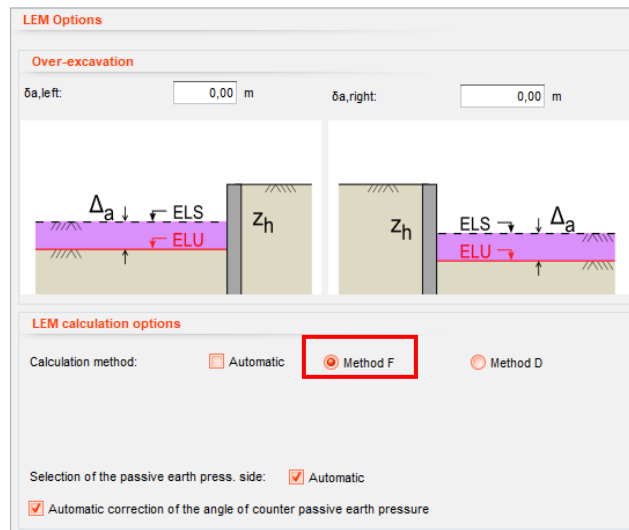 LEM Options
Over-excavation
δa,left: 0,00 m δa,right: 0,00 m
Δa ELS zh
ELU
zh ELS Δa
ELU
LEM calculation options
Calculation method: Automatic Method F Method D
Selection of the passive earth press. side: Automatic
Automatic correction of the angle of counter passive earth pressure